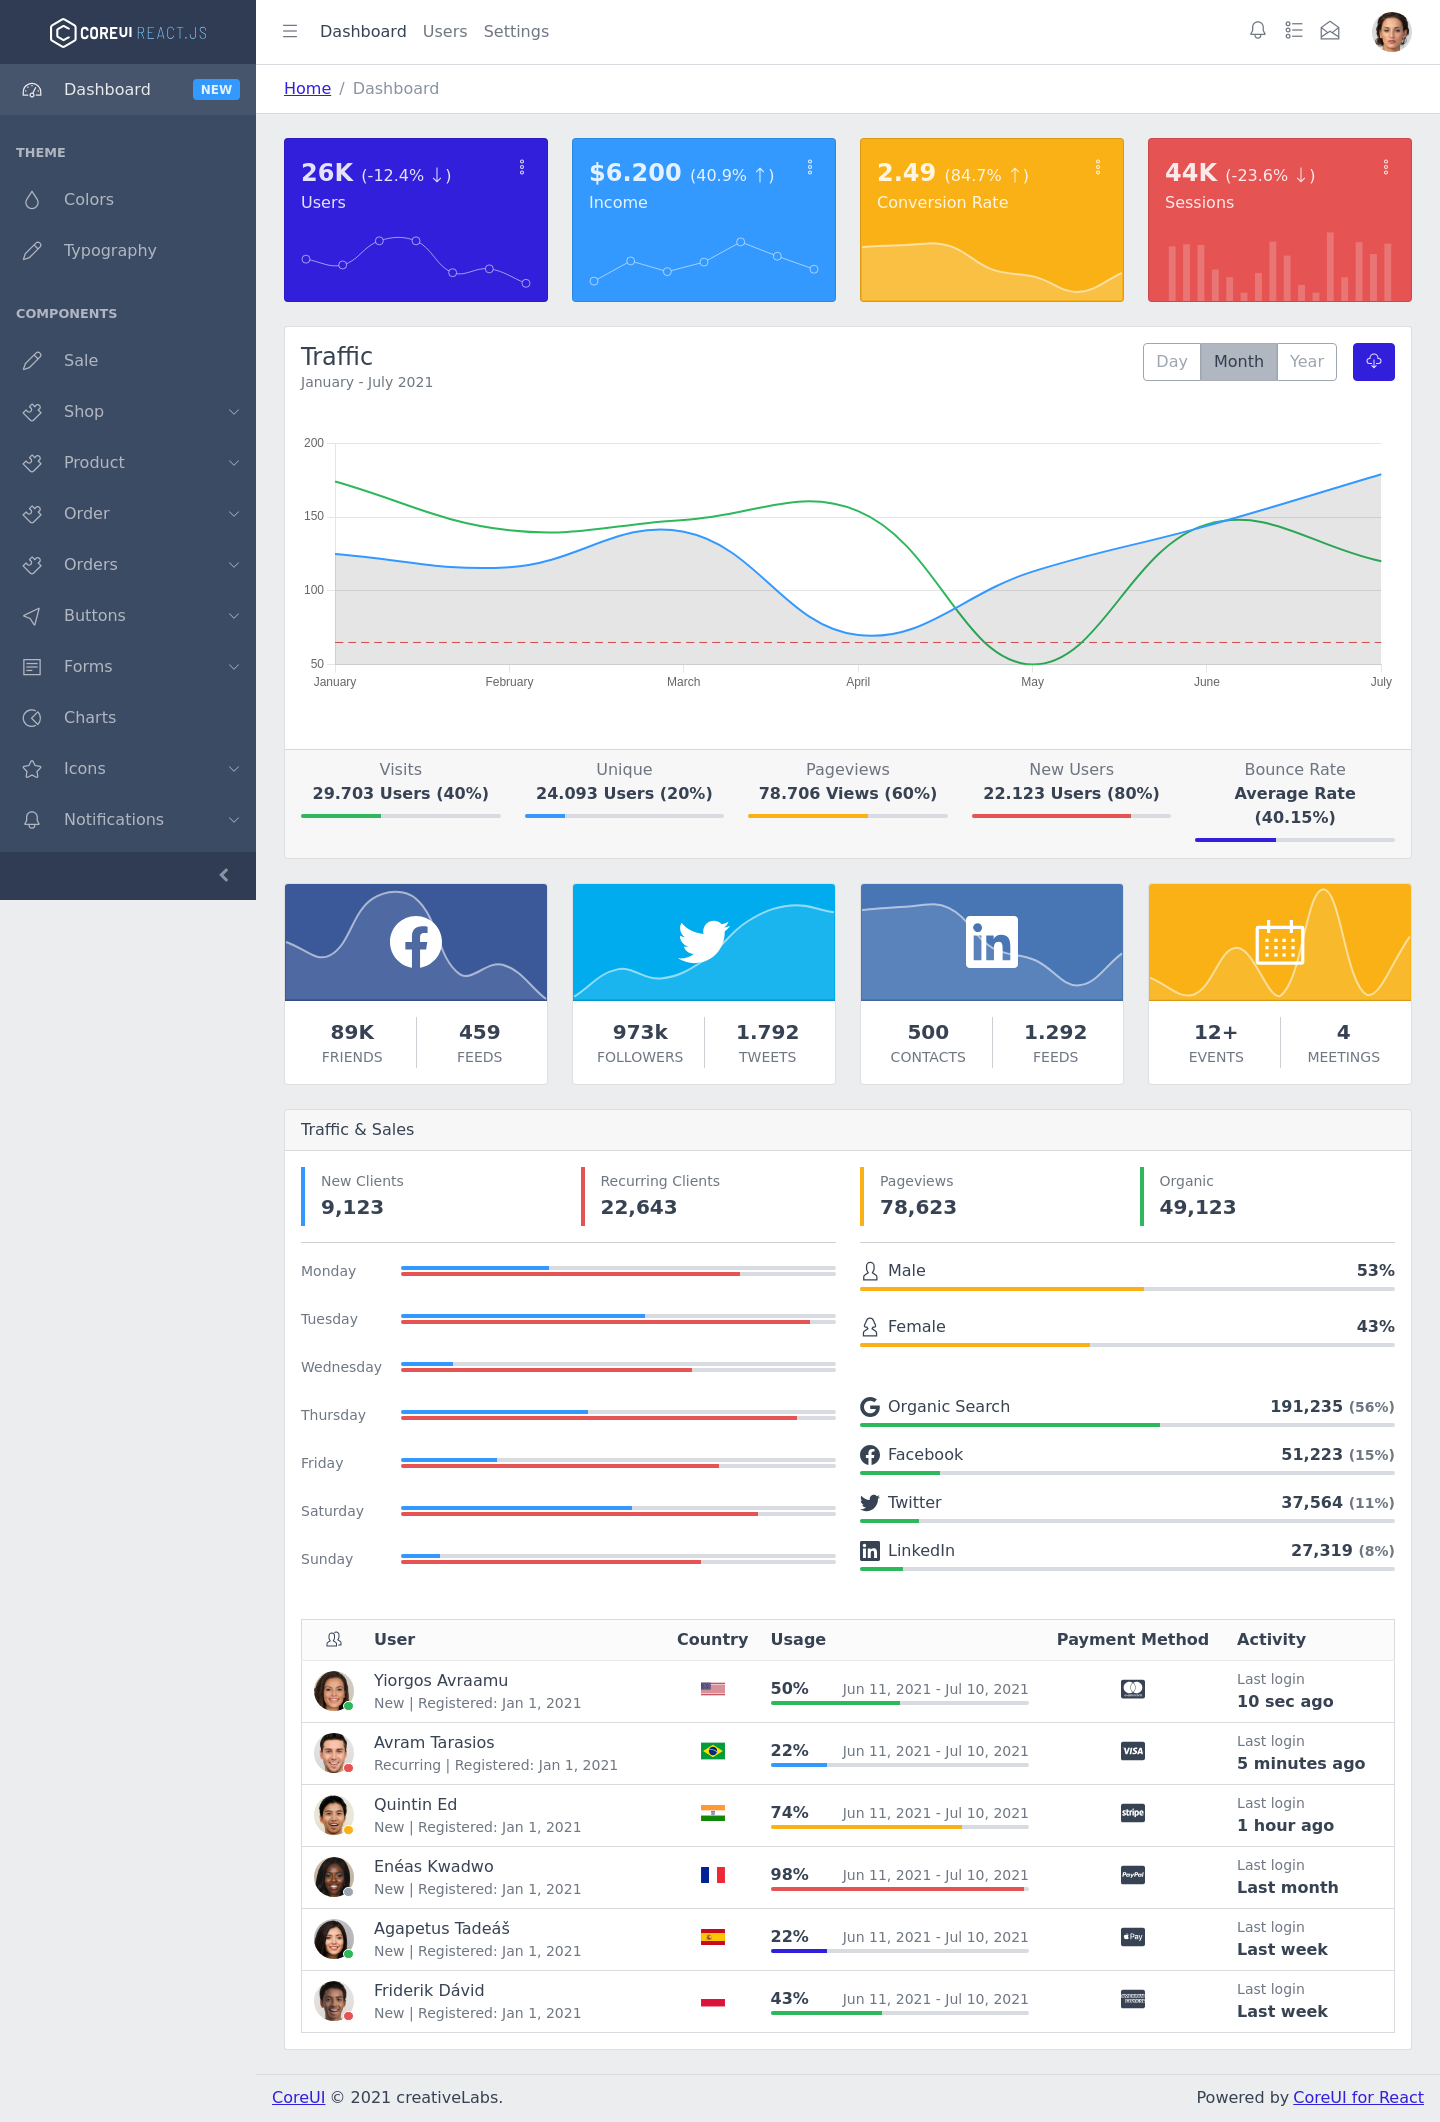 COREUI REACT.JS
Dashboard NEW
THEME
Colors
Typography
COMPONENTS
Sale
Shop
Product
Order
Orders
Buttons
Forms
Charts
Icons
Notifications
Dashboard Users Settings
Home / Dashboard
26K (-12.4% ↓)
Users
$6.200 (40.9% ↑)
Income
2.49 (84.7% ↑)
Conversion Rate
44K (-23.6% ↓)
Sessions
Traffic
January - July 2021
Day Month Year
200
150
100
50
January February March April May June July
Visits
29.703 Users (40%)
Unique
24.093 Users (20%)
Pageviews
78.706 Views (60%)
New Users
22.123 Users (80%)
Bounce Rate
Average Rate
(40.15%)
89K
FRIENDS
459
FEEDS
973k
FOLLOWERS
1.792
TWEETS
500
CONTACTS
1.292
FEEDS
12+
EVENTS
4
MEETINGS
Traffic & Sales
New Clients
9,123
Recurring Clients
22,643
Pageviews
78,623
Organic
49,123
Monday
Tuesday
Wednesday
Thursday
Friday
Saturday
Sunday
Male 53%
Female 43%
Organic Search 191,235 (56%)
Facebook 51,223 (15%)
Twitter 37,564 (11%)
LinkedIn 27,319 (8%)
User Country Usage Payment Method Activity
Yiorgos Avraamu
New | Registered: Jan 1, 2021
50% Jun 11, 2021 - Jul 10, 2021
Last login
10 sec ago
Avram Tarasios
Recurring | Registered: Jan 1, 2021
22% Jun 11, 2021 - Jul 10, 2021
VISA
Last login
5 minutes ago
Quintin Ed
New | Registered: Jan 1, 2021
74% Jun 11, 2021 - Jul 10, 2021
stripe
Last login
1 hour ago
Enéas Kwadwo
New | Registered: Jan 1, 2021
98% Jun 11, 2021 - Jul 10, 2021
PayPal
Last login
Last month
Agapetus Tadeáš
New | Registered: Jan 1, 2021
22% Jun 11, 2021 - Jul 10, 2021
Pay
Last login
Last week
Friderik Dávid
New | Registered: Jan 1, 2021
43% Jun 11, 2021 - Jul 10, 2021
Last login
Last week
CoreUI © 2021 creativeLabs.
Powered by CoreUI for React